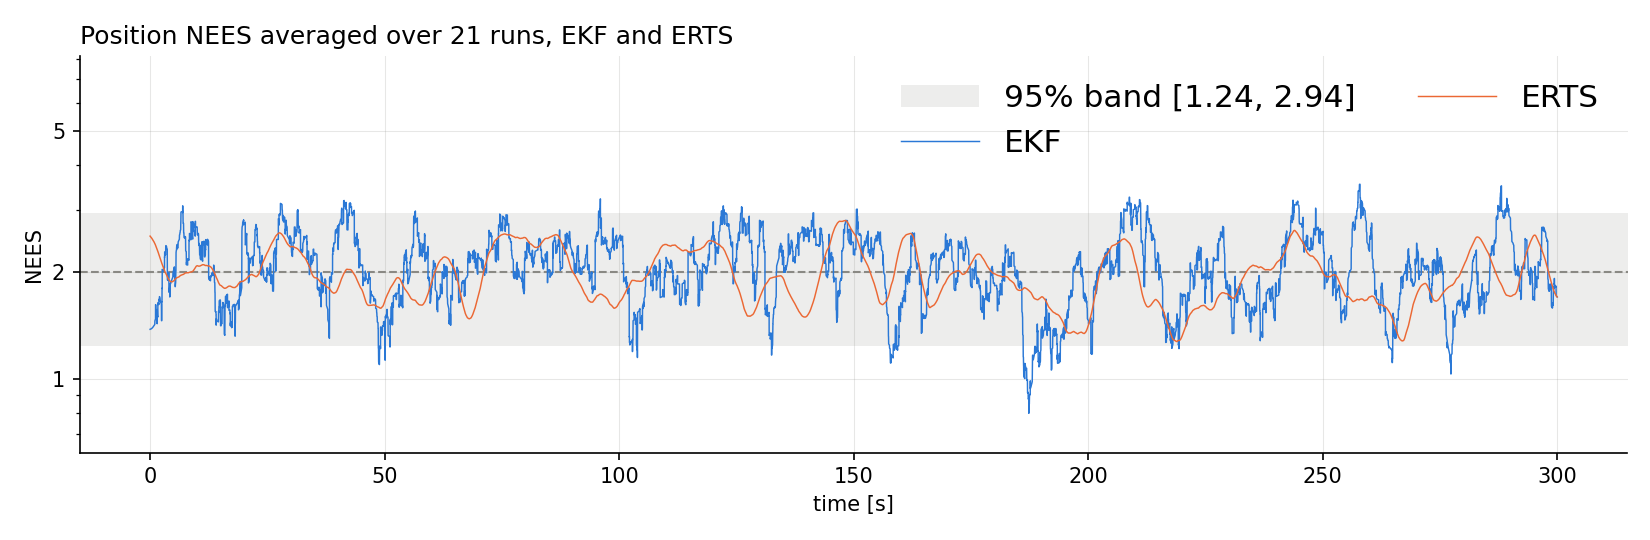 Position NEES averaged over 21 runs, EKF and ERTS
95% band [1.24, 2.94]
EKF
ERTS
NEES
5
2
1
0 50 100 150 200 250 300
time [s]